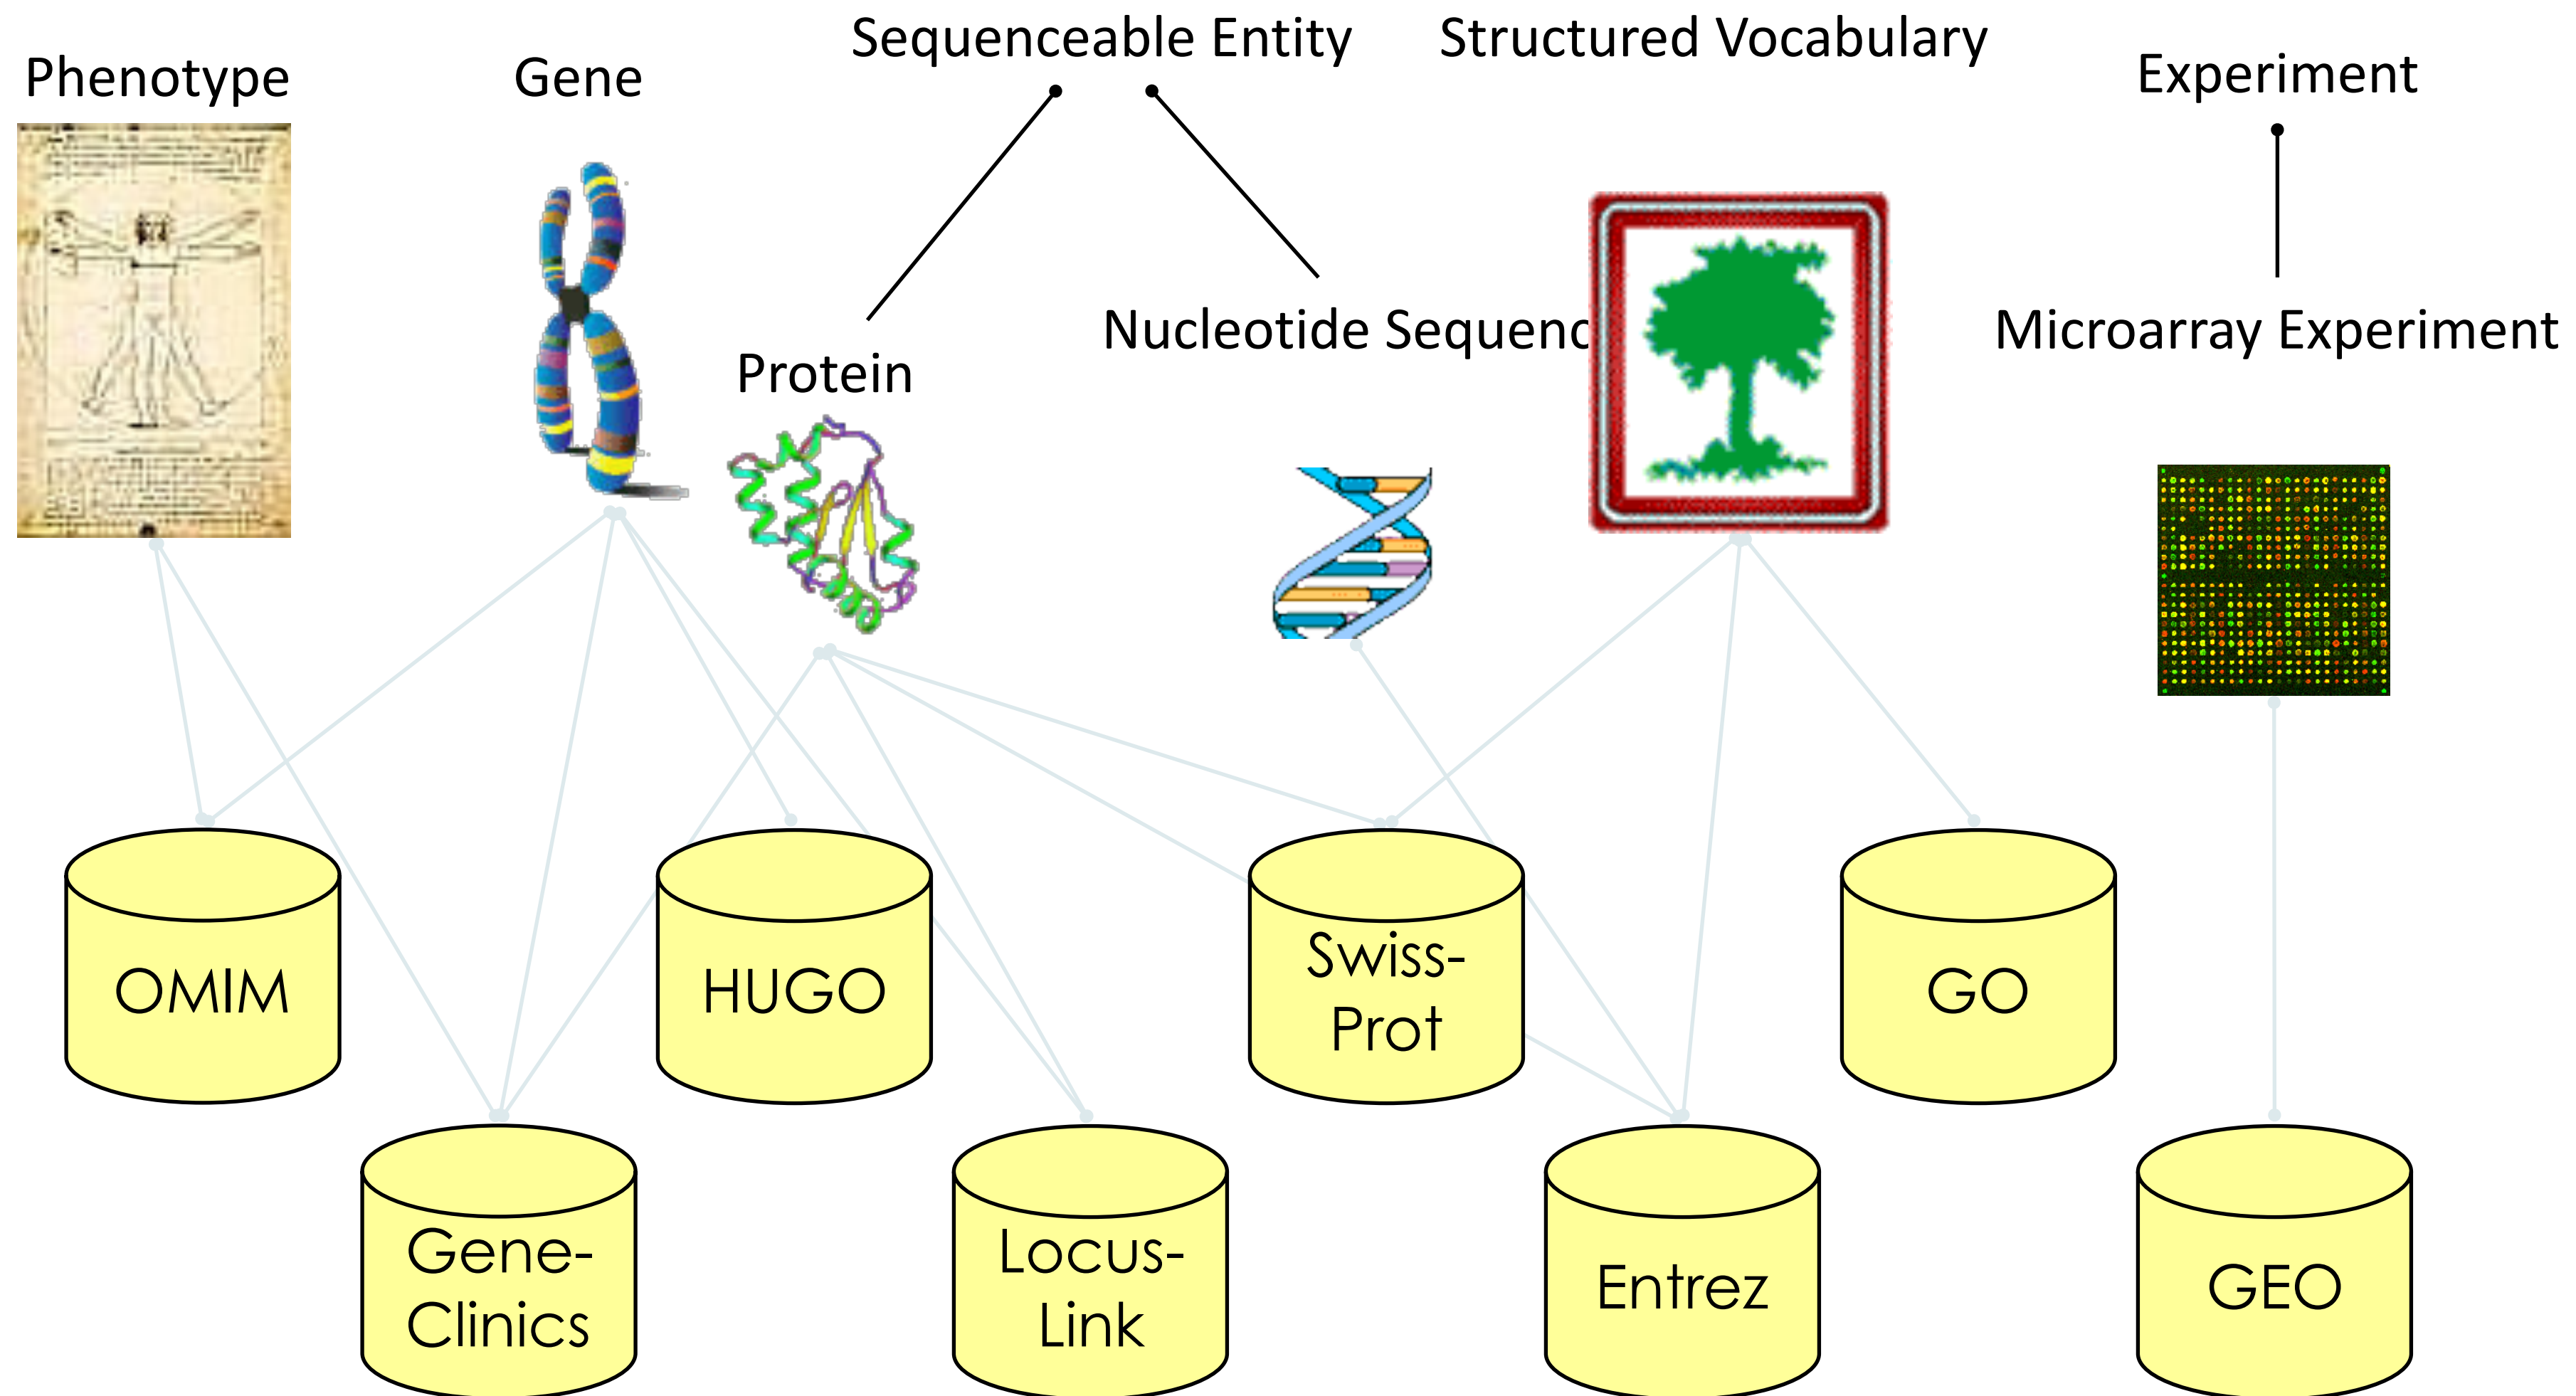 Phenotype
Gene
Sequenceable Entity
Structured Vocabulary
Experiment
Protein
Nucleotide Sequenc
Microarray Experiment
OMIM
HUGO
Swiss-
Prot
GO
Gene-
Clinics
Locus-
Link
Entrez
GEO